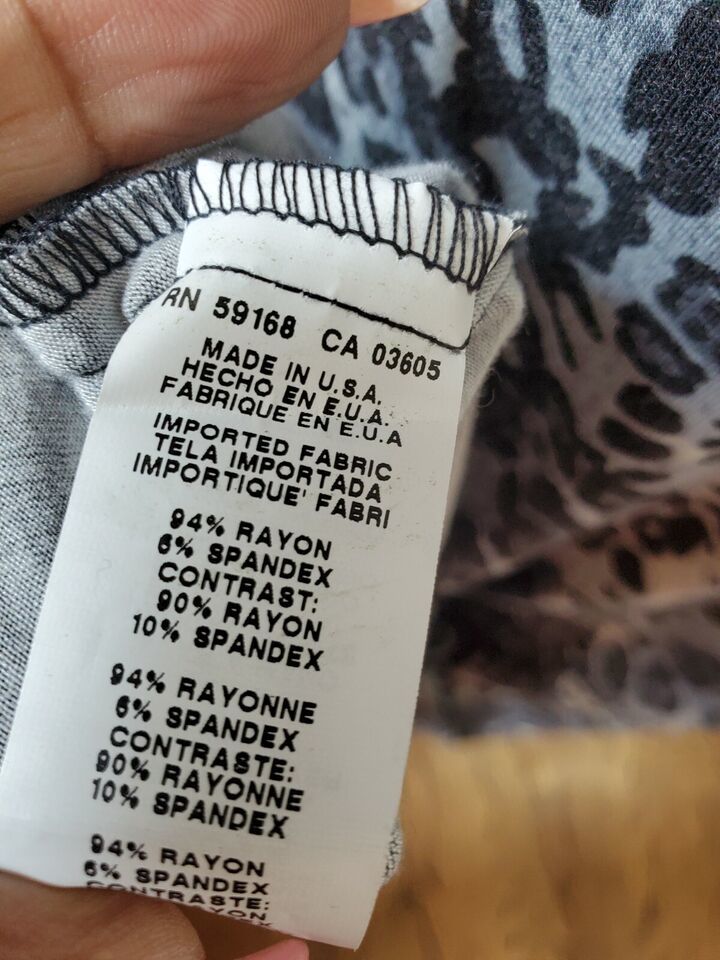 RN 59168 CA 03605
MADE IN U.S.A.
HECHO EN E.U.A.
FABRIQUE EN E.U.A
IMPORTED FABRIC
TELA IMPORTADA
IMPORTIQUE' FABRI
94% RAYON
6% SPANDEX
CONTRAST:
90% RAYON
10% SPANDEX
94% RAYONNE
6% SPANDEX
CONTRASTE:
90% RAYONNE
10% SPANDEX
94% RAYON
6% SPANDEX
CONTRASTE: